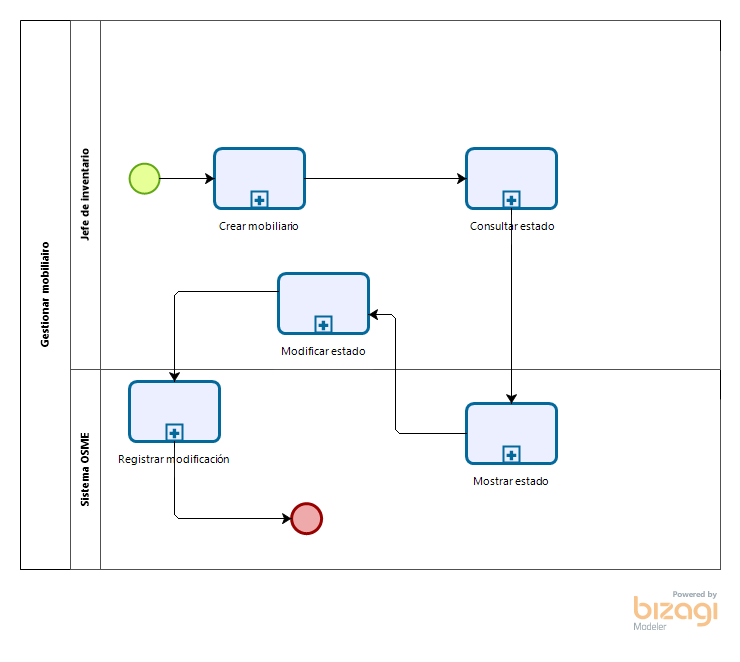 Gestionar mobiliairo
Jefe de inventario
Crear mobiliario
Consultar estado
Modificar estado
Sistema OSME
Registrar modificación
Mostrar estado
Powered by
bizagi
Modeler